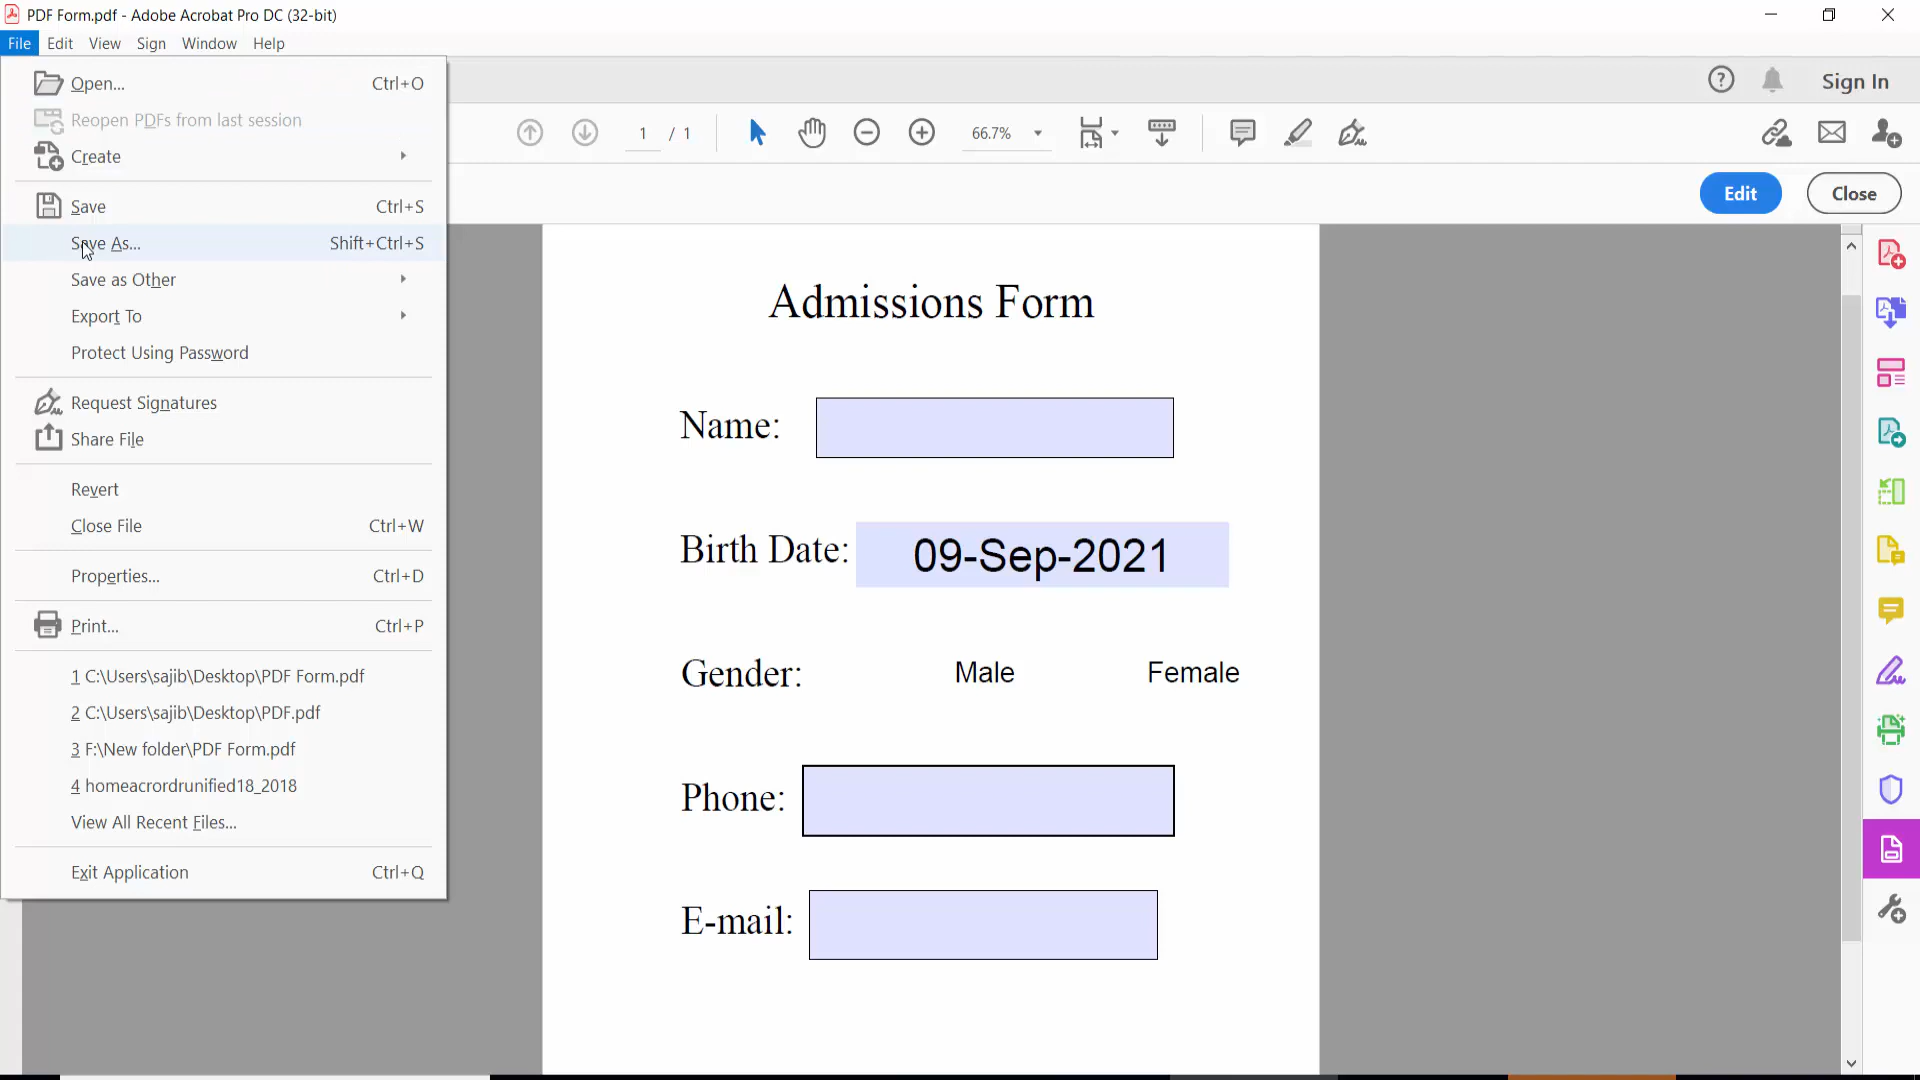 PDF Form.pdf - Adobe Acrobat Pro DC (32-bit)
File Edit View Sign Window Help
Open... Ctrl+O
Reopen PDFs from last session
Create
Save Ctrl+S
Save As... Shift+Ctrl+S
Save as Other
Export To
Protect Using Password
Request Signatures
Share File
Revert
Close File Ctrl+W
Properties... Ctrl+D
Print... Ctrl+P
1 C:\Users\sajib\Desktop\PDF Form.pdf
2 C:\Users\sajib\Desktop\PDF.pdf
3 F:\New folder\PDF Form.pdf
4 homeacrordrunified18_2018
View All Recent Files...
Exit Application Ctrl+Q
Sign In
1 / 1 66.7%
Edit Close
Admissions Form
Name:
Birth Date: 09-Sep-2021
Gender: Male Female
Phone:
E-mail: